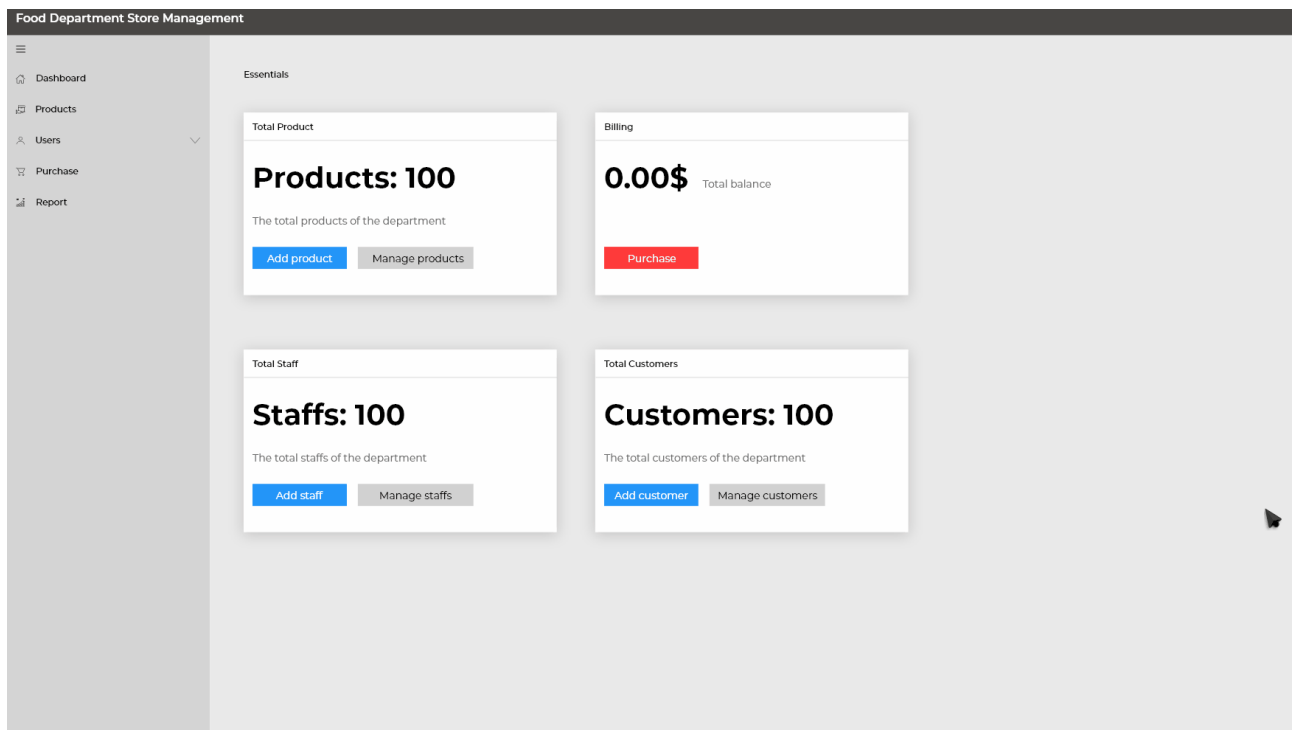 Food Department Store Management
Dashboard
Products
Users
Purchase
Report
Essentials
Total Product
Products: 100
The total products of the department
Add product
Manage products
Billing
0.00$ Total balance
Purchase
Total Staff
Staffs: 100
The total staffs of the department
Add staff
Manage staffs
Total Customers
Customers: 100
The total customers of the department
Add customer
Manage customers